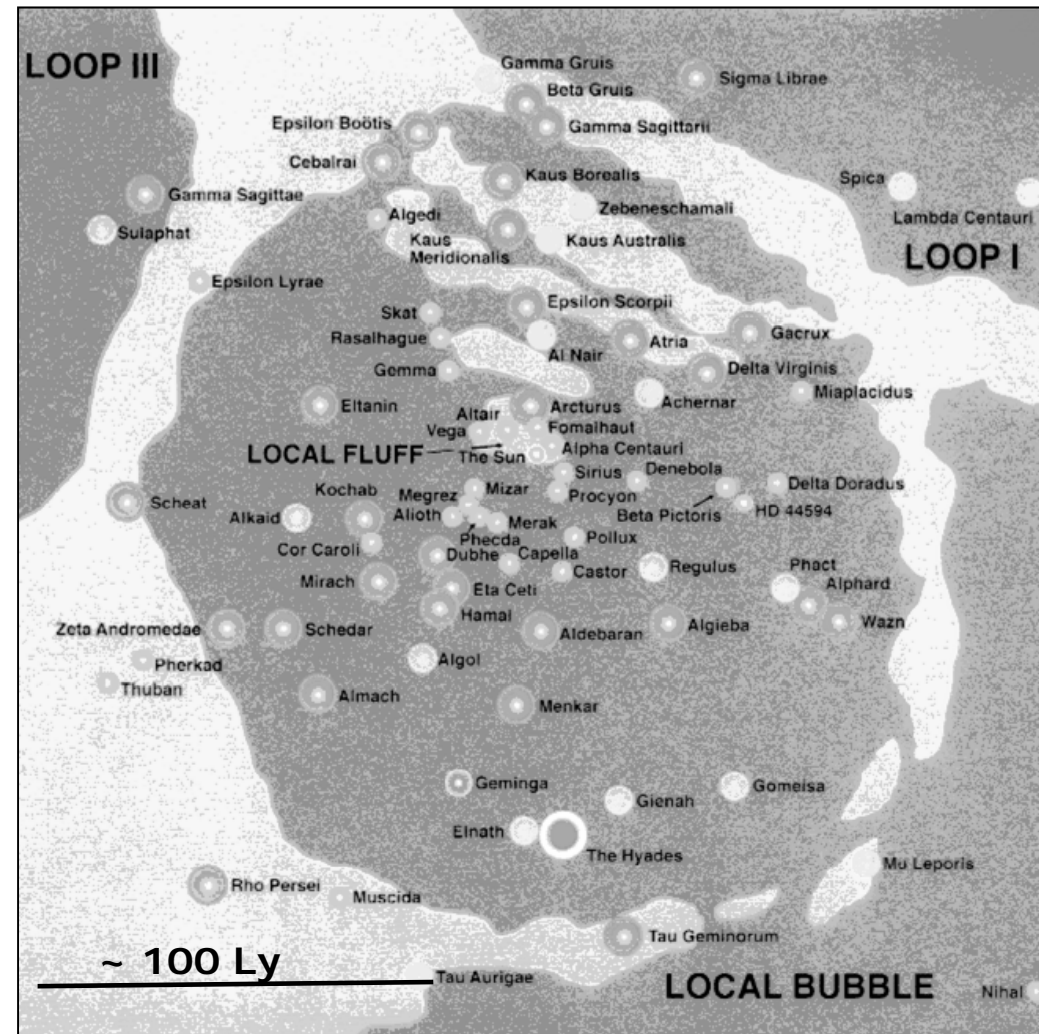 LOOP III
Gamma Gruis
Beta Gruis
Sigma Librae
Epsilon Boötis
Gamma Sagittarii
Cebalrai
Kaus Borealis
Spica
Gamma Sagittae
Zebeneschamali
Lambda Centauri
Algedi
Sulaphat
Kaus
Meridionalis
Kaus Australis
LOOP I
Epsilon Lyrae
Skat
Epsilon Scorpii
Rasalhague
Al Nair
Atria
Gacrux
Gemma
Delta Virginis
Miaplacidus
Eltanin
Altair
Arcturus
Achernar
Vega
Fomalhaut
LOCAL FLUFF
The Sun
Alpha Centauri
Sirius
Denebola
Scheat
Kochab
Megrez
Mizar
Procyon
Delta Doradus
Alkaid
Alioth
Merak
Beta Pictoris
HD 44594
Phecda
Pollux
Cor Caroli
Dubhe
Capella
Castor
Regulus
Phact
Mirach
Eta Ceti
Alphard
Hamal
Wazn
Zeta Andromedae
Schedar
Aldebaran
Algieba
Pherkad
Algol
Thuban
Almach
Menkar
Geminga
Gienah
Gomeisa
Elnath
The Hyades
Mu Leporis
Rho Persei
Muscida
Tau Geminorum
~ 100 Ly
Tau Aurigae
LOCAL BUBBLE
Nihal